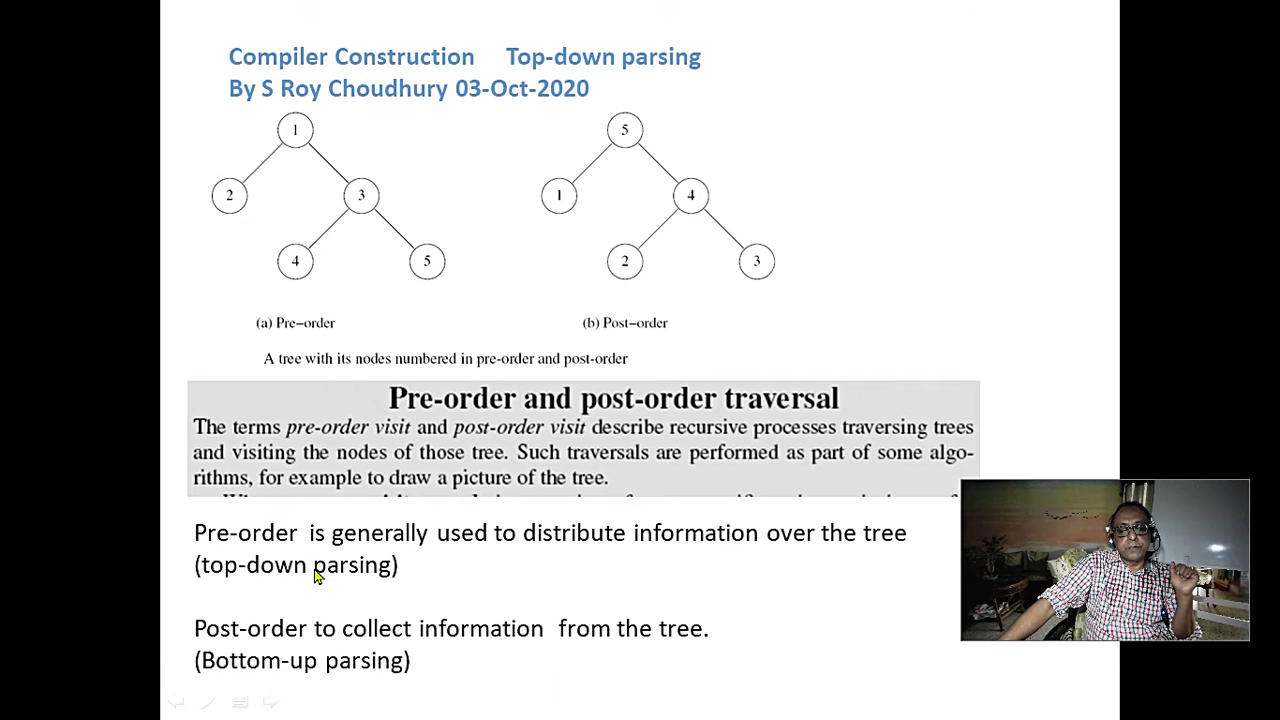 Compiler Construction Top-down parsing
By S Roy Choudhury 03-Oct-2020
1
5
2
3
1
4
4
5
2
3
(a) Pre-order
(b) Post-order
A tree with its nodes numbered in pre-order and post-order
Pre-order and post-order traversal
The terms pre-order visit and post-order visit describe recursive processes traversing trees
and visiting the nodes of those tree. Such traversals are performed as part of some algo-
rithms, for example to draw a picture of the tree.
Pre-order is generally used to distribute information over the tree
(top-down parsing)
Post-order to collect information from the tree.
(Bottom-up parsing)